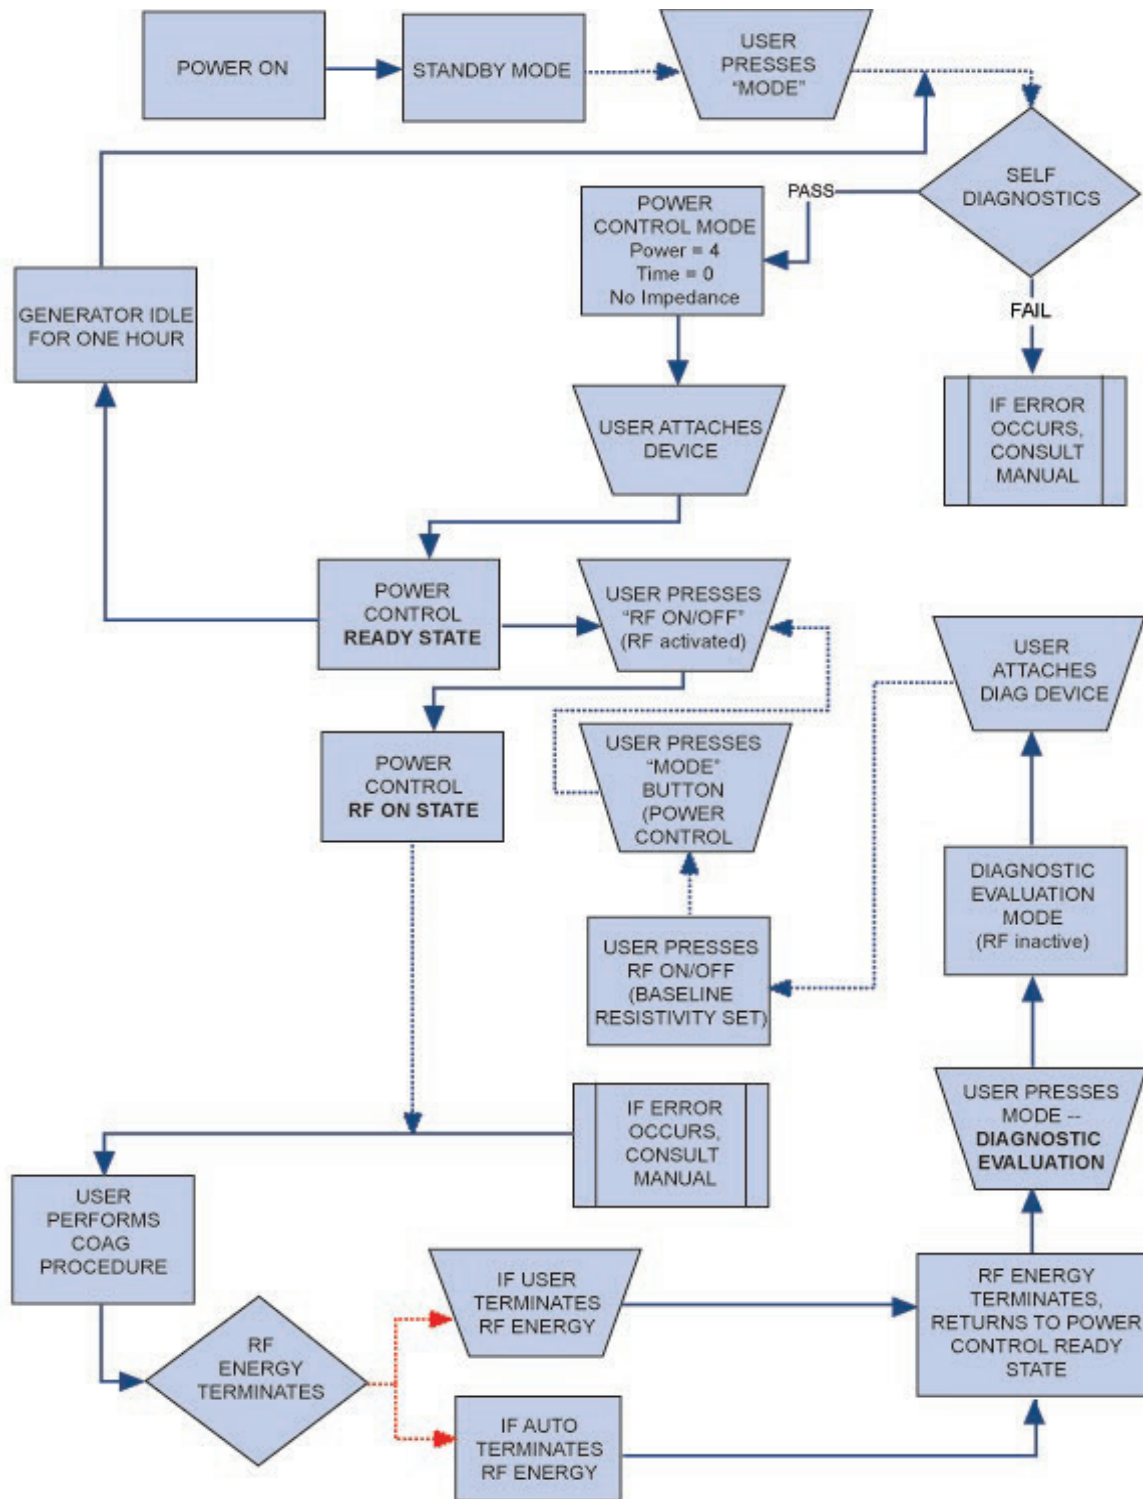 POWER ON
STANDBY MODE
USER
PRESSES
“MODE”
SELF
DIAGNOSTICS
PASS
FAIL
POWER
CONTROL MODE
Power = 4
Time = 0
No Impedance
GENERATOR IDLE
FOR ONE HOUR
IF ERROR
OCCURS,
CONSULT
MANUAL
USER ATTACHES
DEVICE
POWER
CONTROL
READY STATE
USER PRESSES
“RF ON/OFF”
(RF activated)
USER
ATTACHES
DIAG DEVICE
POWER
CONTROL
RF ON STATE
USER PRESSES
“MODE”
BUTTON
(POWER
CONTROL
DIAGNOSTIC
EVALUATION
MODE
(RF inactive)
USER PRESSES
RF ON/OFF
(BASELINE
RESISTIVITY SET)
USER PRESSES
MODE --
DIAGNOSTIC
EVALUATION
IF ERROR
OCCURS,
CONSULT
MANUAL
USER
PERFORMS
COAG
PROCEDURE
RF
ENERGY
TERMINATES
IF USER
TERMINATES
RF ENERGY
IF AUTO
TERMINATES
RF ENERGY
RF ENERGY
TERMINATES,
RETURNS TO POWER
CONTROL READY
STATE